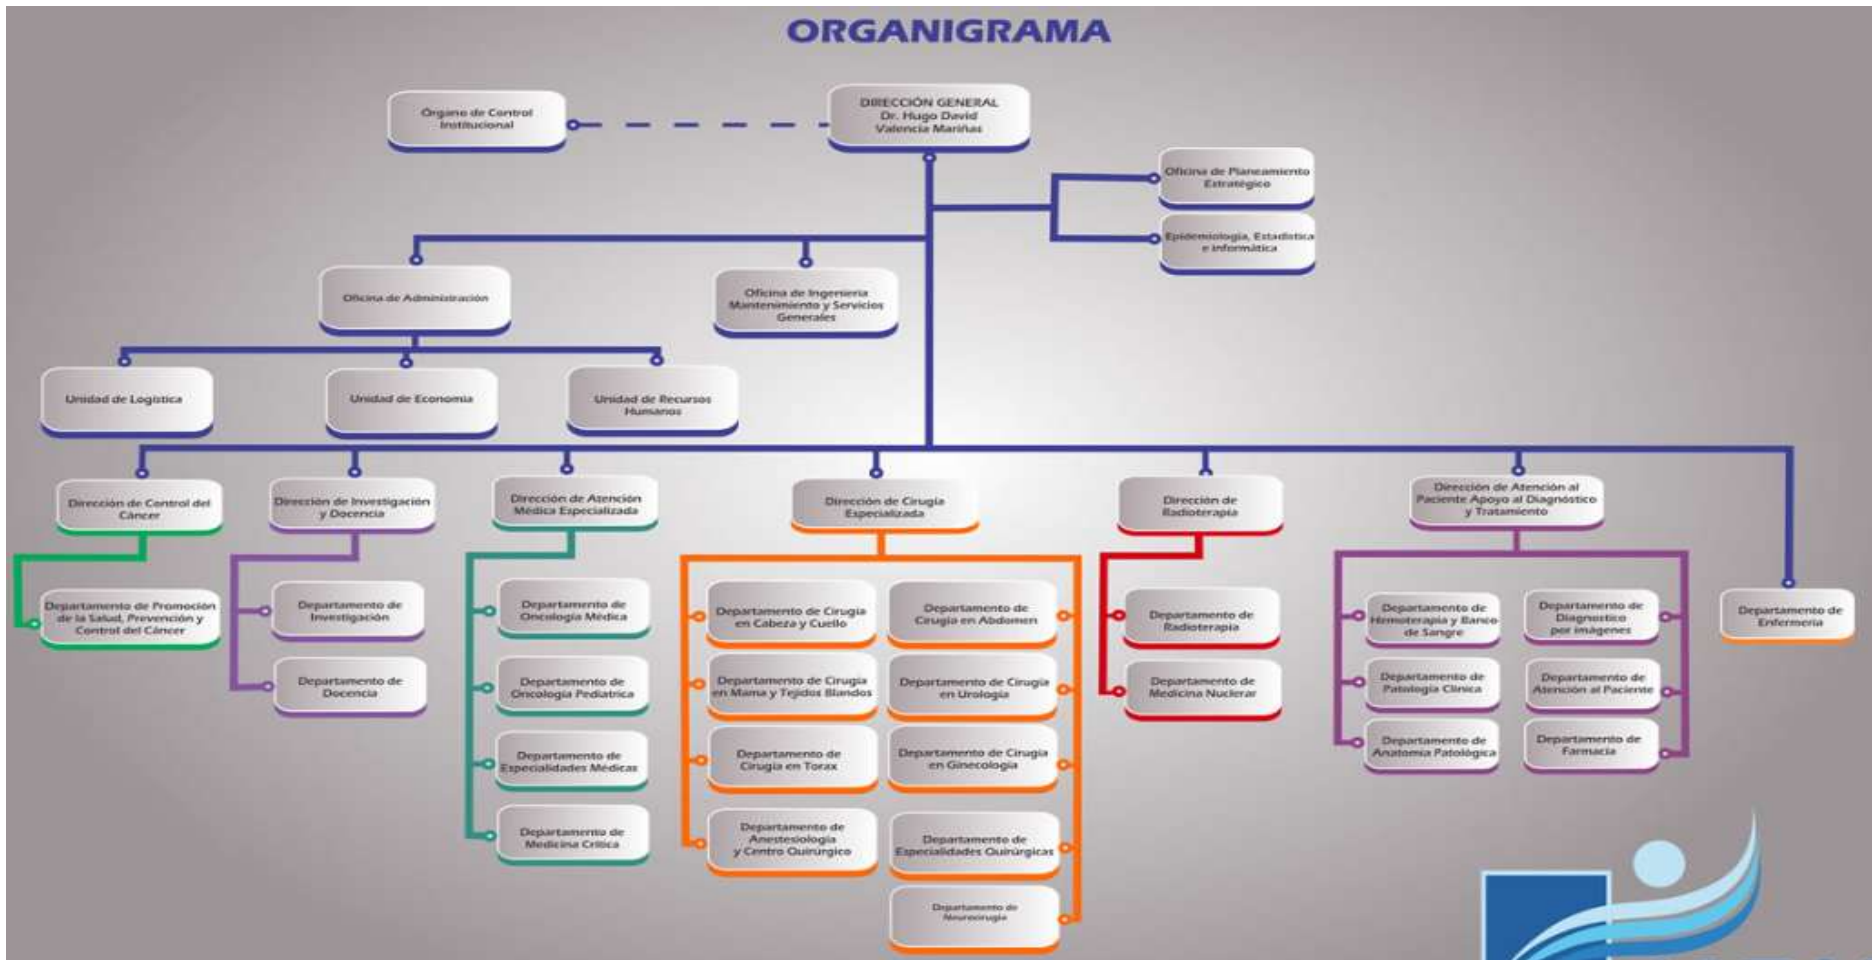 ORGANIGRAMA
Órgano de Control
Institucional
DIRECCIÓN GENERAL
Dr. Hugo David
Valencia Mariñas
Oficina de Planeamiento
Estratégico
Epidemiología, Estadística
e informática
Oficina de Administración
Oficina de Ingeniería
Mantenimiento y Servicios
Generales
Unidad de Logística
Unidad de Economía
Unidad de Recursos
Humanos
Dirección de Control del
Cáncer
Dirección de Investigación
y Docencia
Dirección de Atención
Médica Especializada
Dirección de Cirugía
Especializada
Dirección de
Radioterapia
Dirección de Atención al
Paciente Apoyo al Diagnóstico
y Tratamiento
Departamento de Promoción
de la Salud, Prevención y
Control del Cáncer
Departamento de
Investigación
Departamento de
Docencia
Departamento de
Oncología Médica
Departamento de
Oncología Pediatrica
Departamento de
Especialidades Médicas
Departamento de
Medicina Crítica
Departamento de Cirugía
en Cabeza y Cuello
Departamento de Cirugía
en Mama y Tejidos Blandos
Departamento de
Cirugía en Torax
Departamento de
Anestesiología
y Centro Quirúrgico
Departamento de
Cirugía en Abdomen
Departamento de Cirugía
en Urología
Departamento de Cirugía
en Ginecología
Departamento de
Especialidades Quirúrgicas
Departamento de
Neurocirugía
Departamento de
Radioterapia
Departamento de
Medicina Nuclerar
Departamento de
Hemoterapia y Banco
de Sangre
Departamento de
Patología Clínica
Departamento de
Anatomía Patológica
Departamento de
Diagnostico
por imágenes
Departamento de
Atención al Paciente
Departamento de
Farmacia
Departamento de
Enfermería